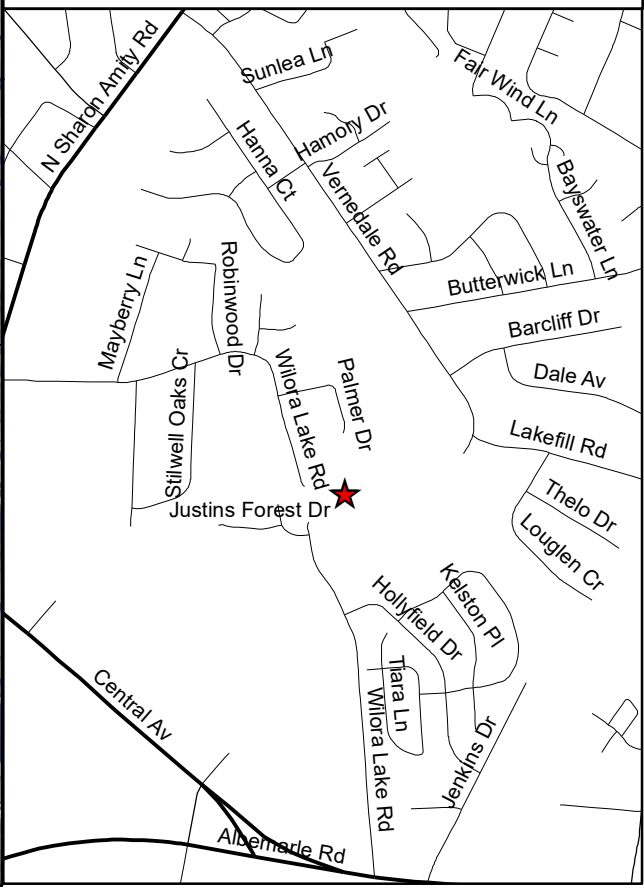 N Sharon Amity Rd
Sunlea Ln
Fair Wind Ln
Hamory Dr
Hanna Ct
Vernedale Rd
Bayswater Ln
Butterwick Ln
Mayberry Ln
Robinwood Dr
Barcliff Dr
Dale Av
Stilwell Oaks Cr
Wilora Lake Rd
Palmer Dr
Lakefill Rd
Justins Forest Dr
Thelo Dr
Louglen Cr
Hollyfield Dr
Kelston Pl
Central Av
Tiara Ln
Wilora Lake Rd
Jenkins Dr
Albemarle Rd